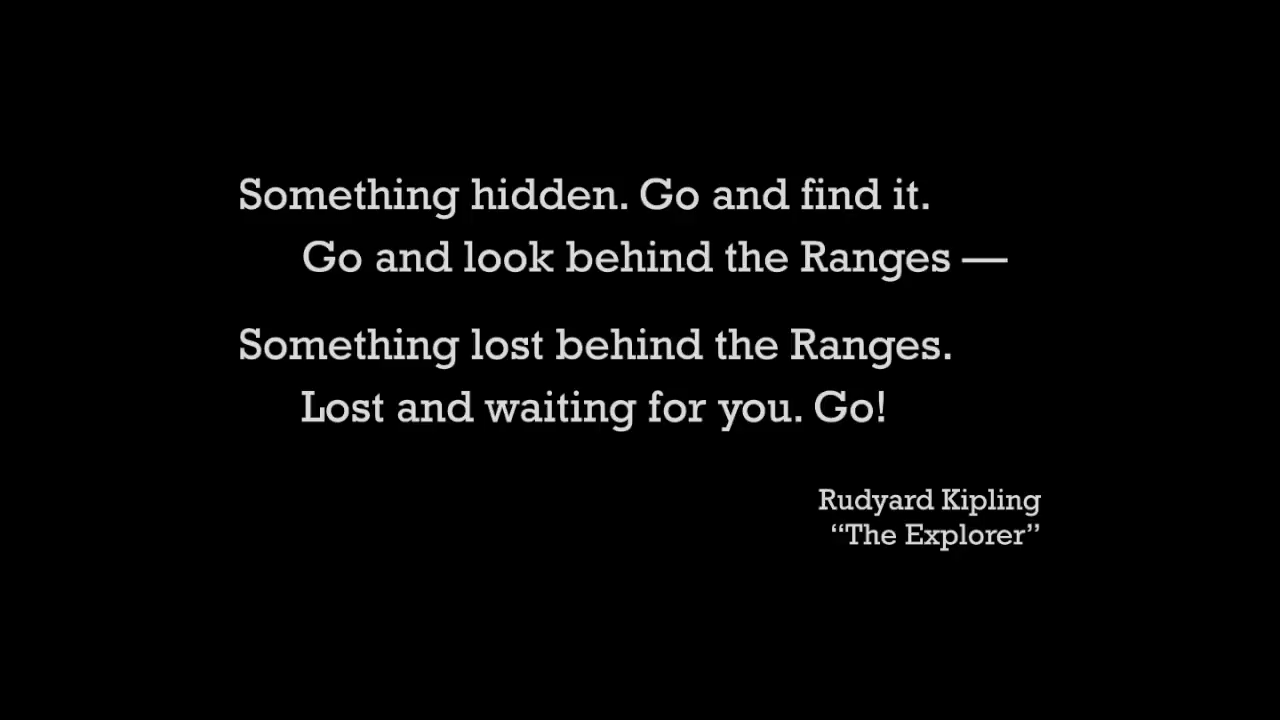 Something hidden. Go and find it.
Go and look behind the Ranges —
Something lost behind the Ranges.
Lost and waiting for you. Go!
Rudyard Kipling
“The Explorer”